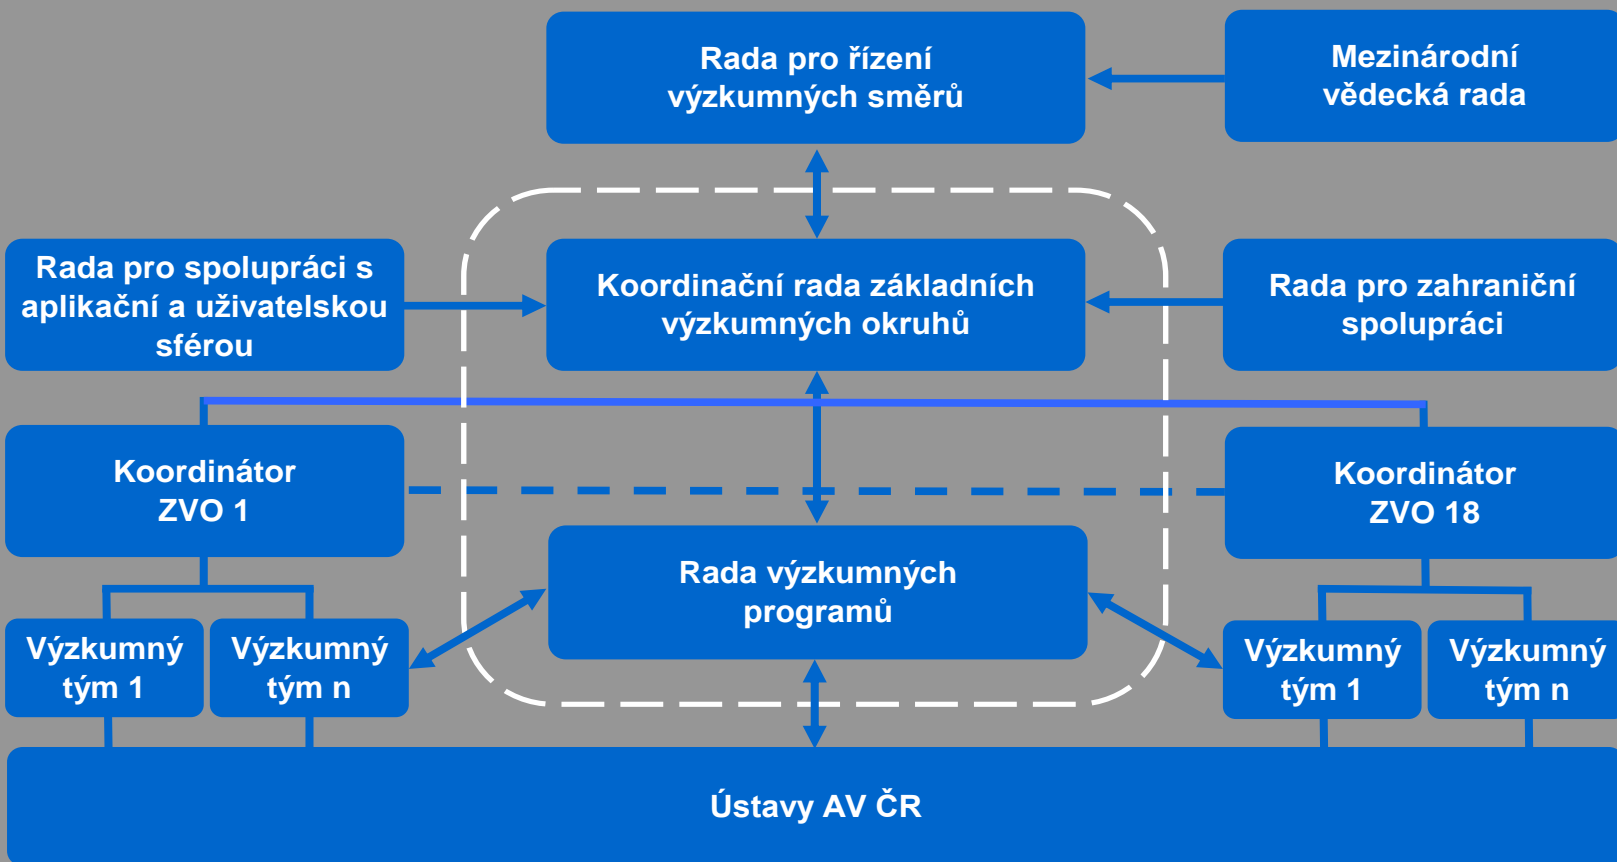 Rada pro řízení
výzkumných směrů
Mezinárodní
vědecká rada
Rada pro spolupráci s
aplikační a uživatelskou
sférou
Koordinační rada základních
výzkumných okruhů
Rada pro zahraniční
spolupráci
Koordinátor
ZVO 1
Koordinátor
ZVO 18
Rada výzkumných
programů
Výzkumný
tým 1
Výzkumný
tým n
Výzkumný
tým 1
Výzkumný
tým n
Ústavy AV ČR